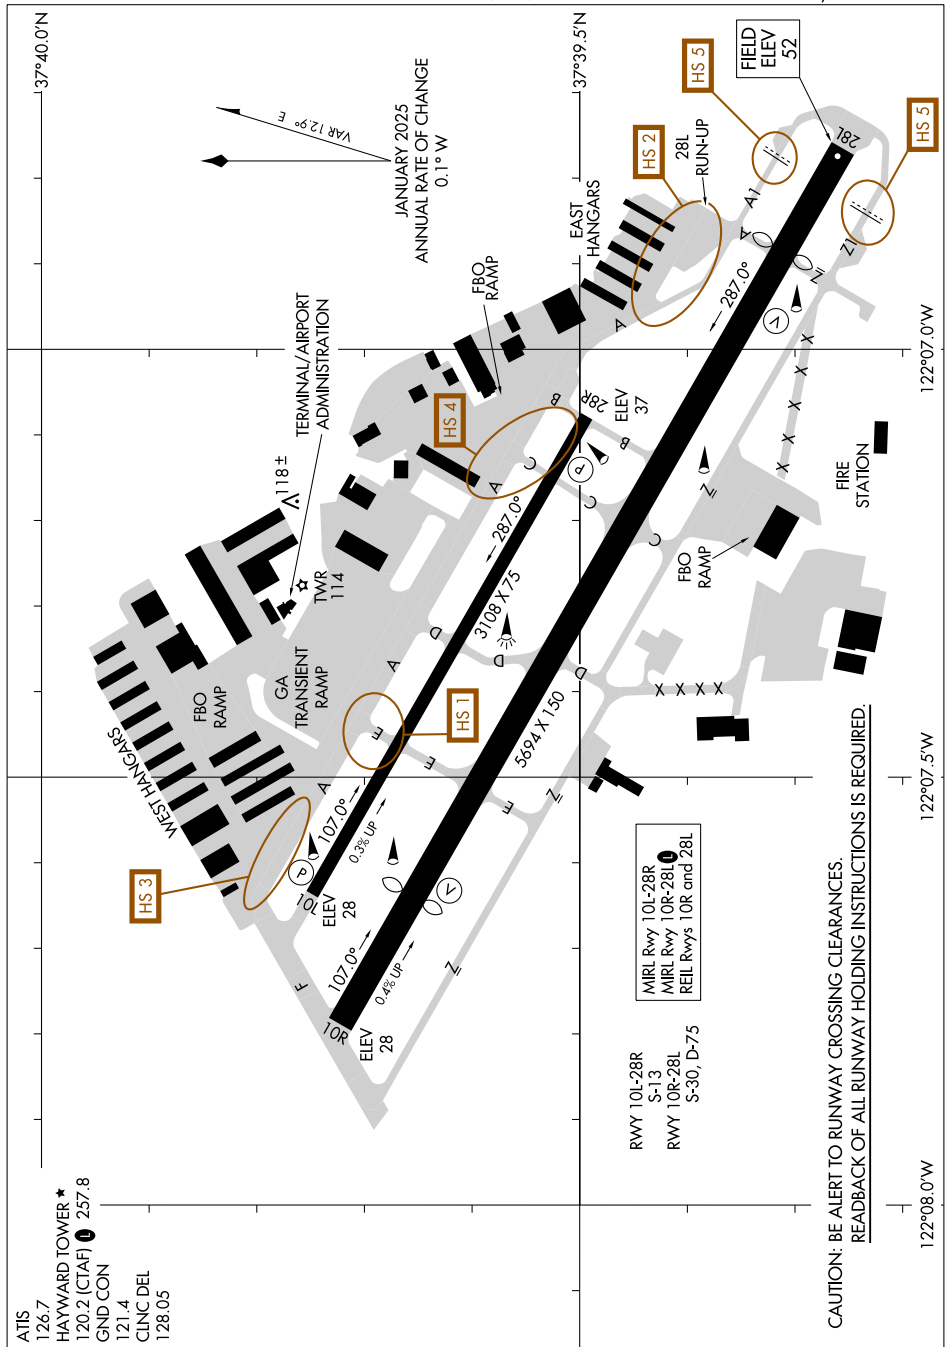 ATIS
126.7
HAYWARD TOWER★
120.2 (CTAF) Ⓛ 257.8
GND CON
121.4
CLNC DEL
128.05
37°40.0'N
37°39.5'N
VAR 12.9° E
JANUARY 2025
ANNUAL RATE OF CHANGE
0.1° W
FIELD
ELEV
52
HS 5
HS 5
HS 2
28L
RUN-UP
EAST
HANGARS
A1
A
Z
Z1
28L
287.0°
V
A
FBO
RAMP
TERMINAL/AIRPORT
ADMINISTRATION
HS 4
B
28R
ELEV
37
B
P
C
C
C
A
Z
118±
TWR
114
287.0°
3108 X 75
FBO
RAMP
FIRE
STATION
X X X X X
X X X X
D
D
D
A
GA
TRANSIENT
RAMP
FBO
RAMP
WEST HANGARS
HS 1
E
E
E
5694 X 150
Z
A
107.0°
0.3% UP
P
10L
ELEV
28
HS 3
V
107.0°
0.4% UP
10R
ELEV
28
F
Z
MIRL Rwy 10L-28R
MIRL Rwy 10R-28L Ⓛ
REIL Rwys 10R and 28L
RWY 10L-28R
S-13
RWY 10R-28L
S-30, D-75
CAUTION: BE ALERT TO RUNWAY CROSSING CLEARANCES.
READBACK OF ALL RUNWAY HOLDING INSTRUCTIONS IS REQUIRED.
122°07.0'W
122°07.5'W
122°08.0'W